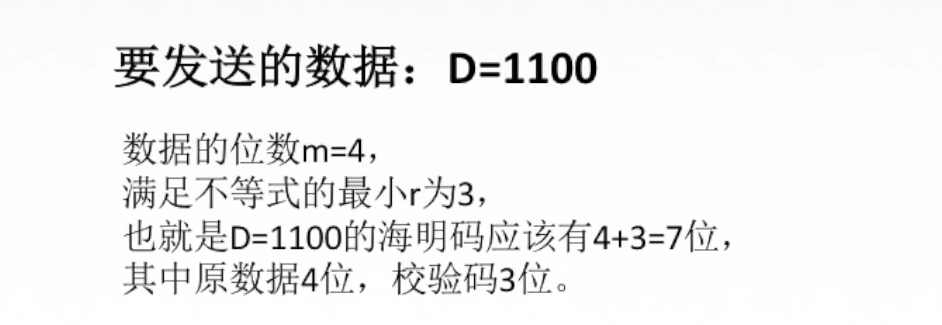 要发送的数据：D=1100
数据的位数m=4，
满足不等式的最小r为3，
也就是D=1100的海明码应该有4+3=7位，
其中原数据4位，校验码3位。